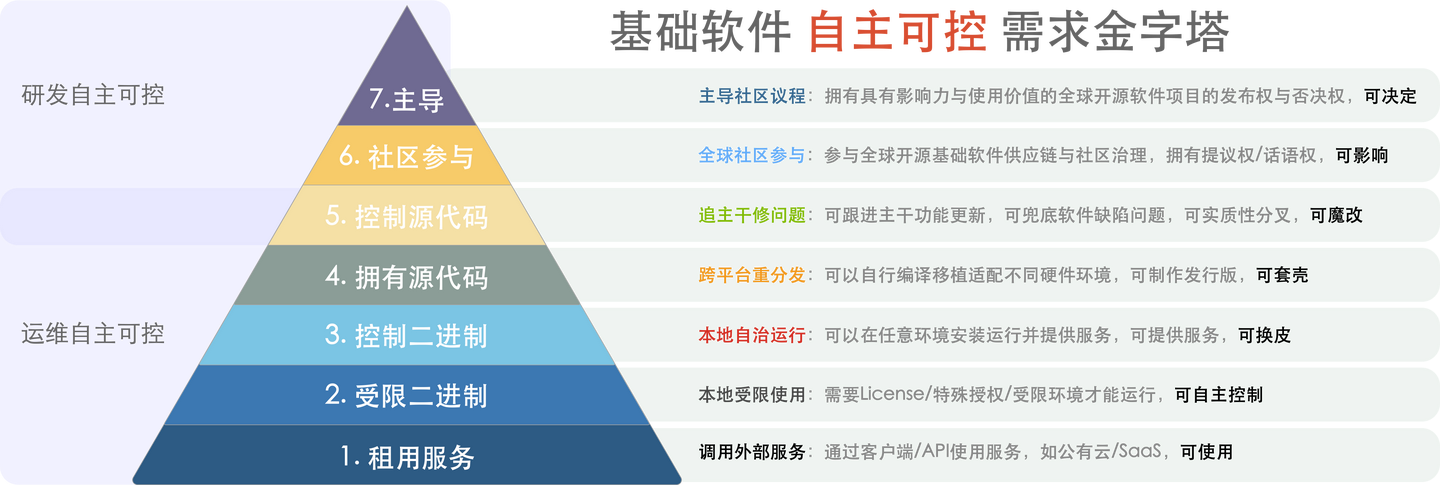 基础软件 自主可控 需求金字塔
研发自主可控
7.主导
主导社区议程：拥有具有影响力与使用价值的全球开源软件项目的发布权与否决权，可决定
6. 社区参与
全球社区参与：参与全球开源基础软件供应链与社区治理，拥有提议权/话语权，可影响
5. 控制源代码
追主干修问题：可跟进主干功能更新，可兜底软件缺陷问题，可实质性分叉，可魔改
4. 拥有源代码
跨平台重分发：可以自行编译移植适配不同硬件环境，可制作发行版，可套壳
运维自主可控
3. 控制二进制
本地自治运行：可以在任意环境安装运行并提供服务，可提供服务，可换皮
2. 受限二进制
本地受限使用：需要License/特殊授权/受限环境才能运行，可自主控制
1. 租用服务
调用外部服务：通过客户端/API使用服务，如公有云/SaaS，可使用